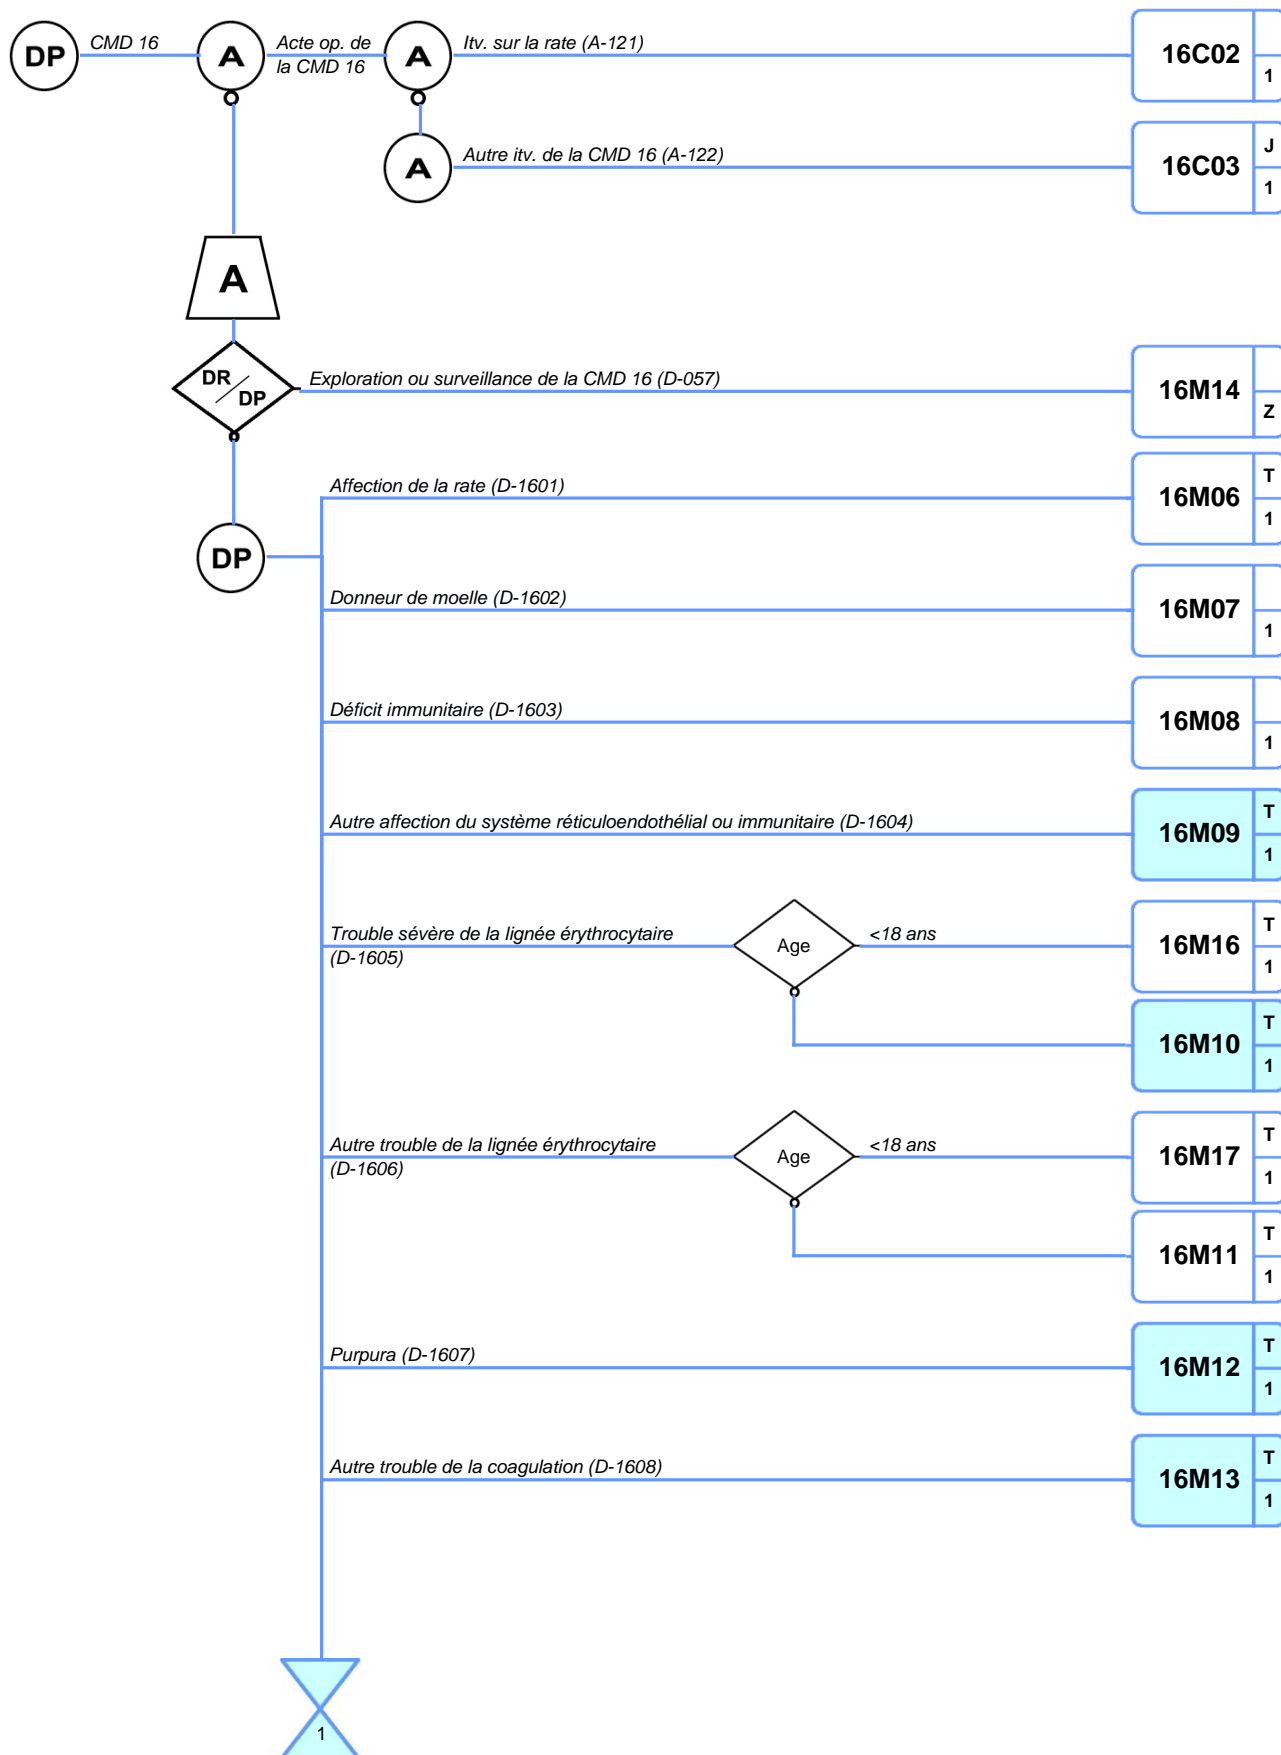 DP
CMD 16
A
Acte op. de
la CMD 16
A
Itv. sur la rate (A-121)
16C02
1
A
Autre itv. de la CMD 16 (A-122)
16C03
J
1
A
DR
DP
Exploration ou surveillance de la CMD 16 (D-057)
16M14
Z
DP
Affection de la rate (D-1601)
16M06
T
1
Donneur de moelle (D-1602)
16M07
1
Déficit immunitaire (D-1603)
16M08
1
Autre affection du système réticuloendothélial ou immunitaire (D-1604)
16M09
T
1
Trouble sévère de la lignée érythrocytaire
(D-1605)
Age
<18 ans
16M16
T
1
16M10
T
1
Autre trouble de la lignée érythrocytaire
(D-1606)
Age
<18 ans
16M17
T
1
16M11
T
1
Purpura (D-1607)
16M12
T
1
Autre trouble de la coagulation (D-1608)
16M13
T
1
1